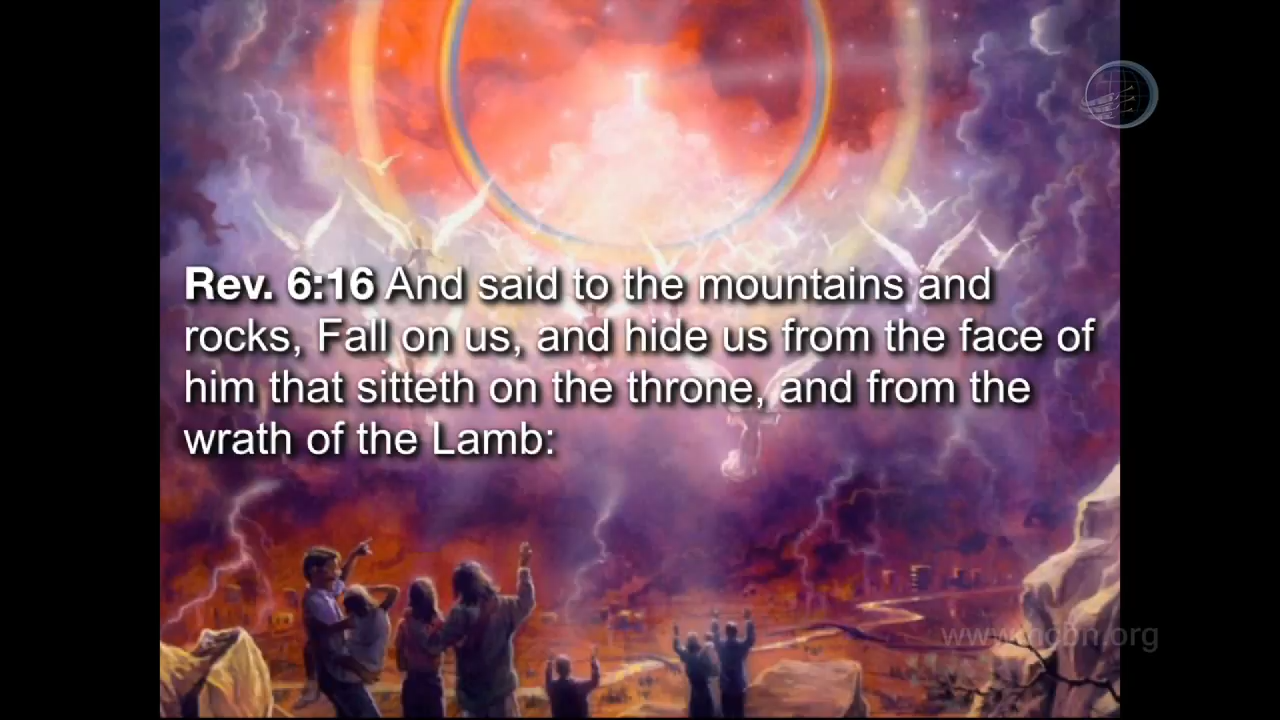 Rev. 6:16 And said to the mountains and
rocks, Fall on us, and hide us from the face of
him that sitteth on the throne, and from the
wrath of the Lamb: